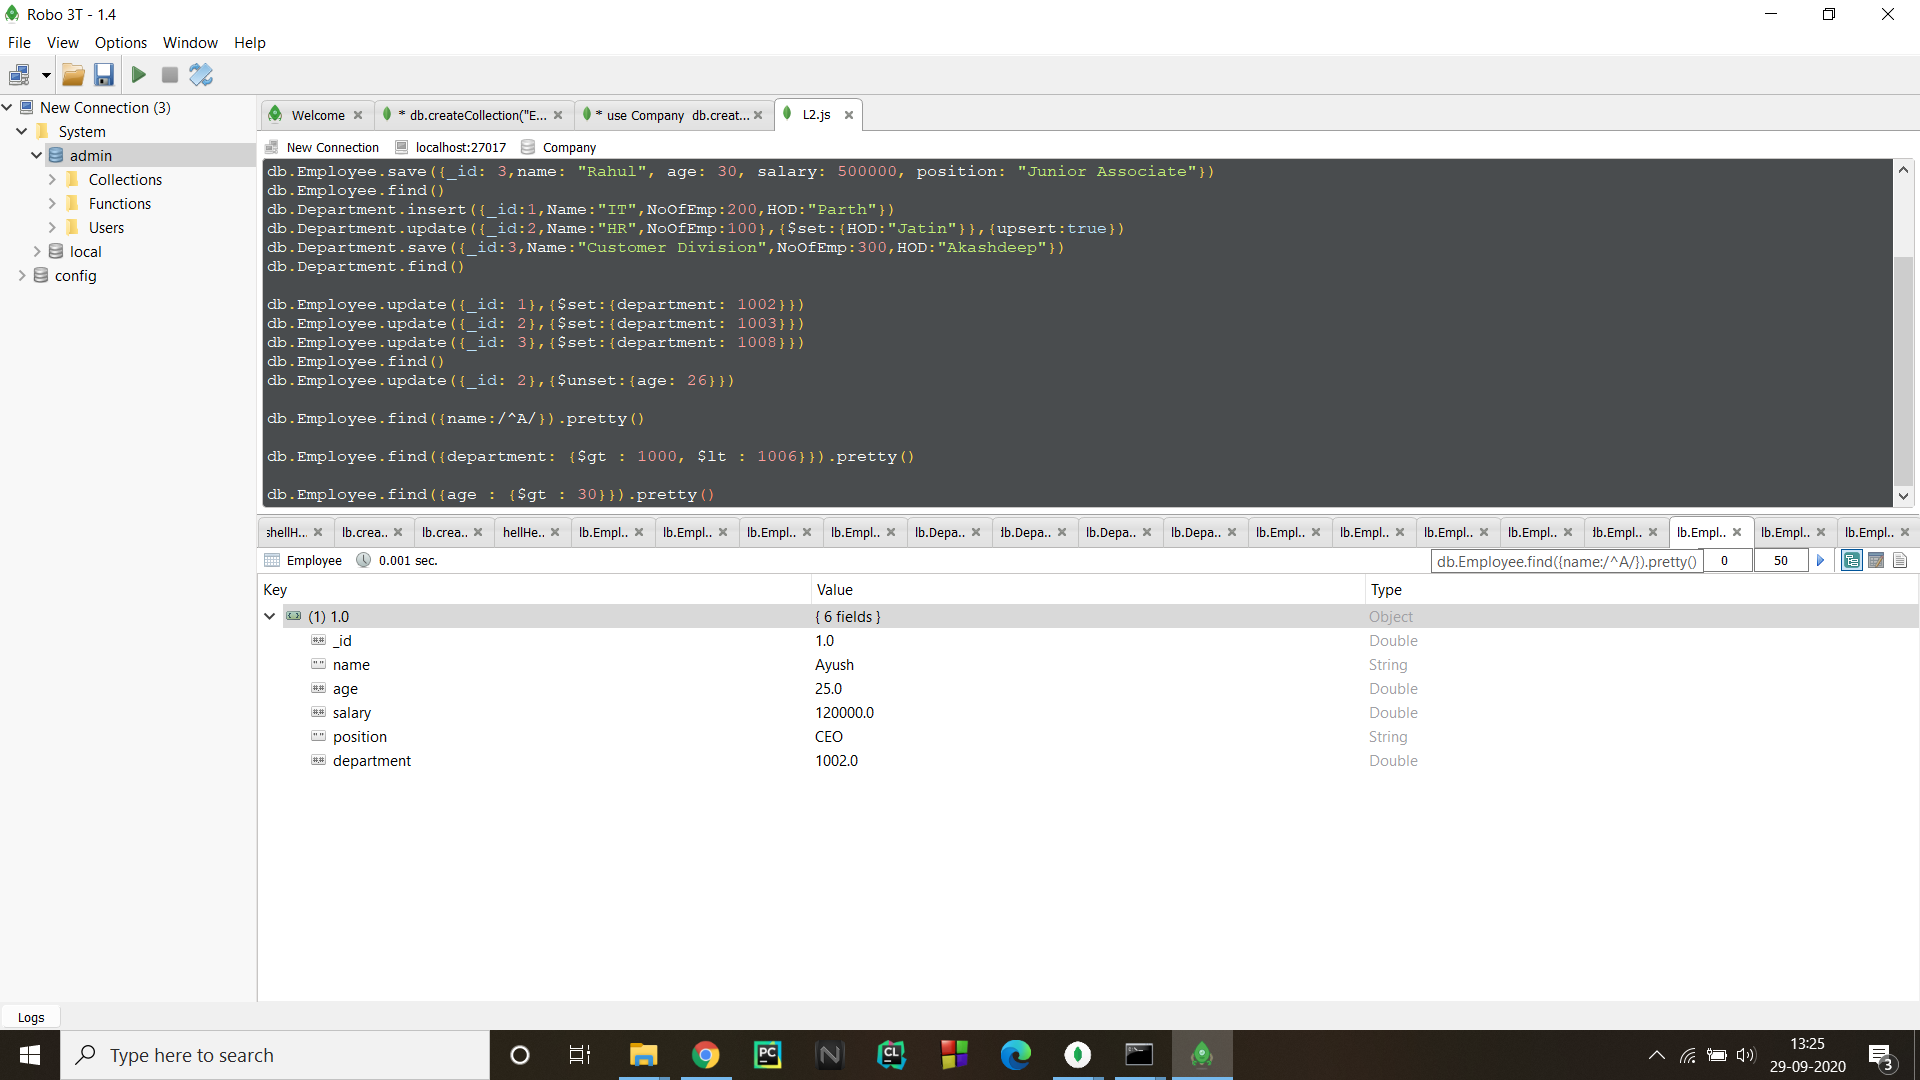 Robo 3T - 1.4
File View Options Window Help
New Connection (3)
System
admin
Collections
Functions
Users
local
config
Welcome
* db.createCollection("E...
* use Company db.creat...
L2.js
New Connection localhost:27017 Company
db.Employee.save({_id: 3,name: "Rahul", age: 30, salary: 500000, position: "Junior Associate"})
db.Employee.find()
db.Department.insert({_id:1,Name:"IT",NoOfEmp:200,HOD:"Parth"})
db.Department.update({_id:2,Name:"HR",NoOfEmp:100},{$set:{HOD:"Jatin"}},{upsert:true})
db.Department.save({_id:3,Name:"Customer Division",NoOfEmp:300,HOD:"Akashdeep"})
db.Department.find()
db.Employee.update({_id: 1},{$set:{department: 1002}})
db.Employee.update({_id: 2},{$set:{department: 1003}})
db.Employee.update({_id: 3},{$set:{department: 1008}})
db.Employee.find()
db.Employee.update({_id: 2},{$unset:{age: 26}})
db.Employee.find({name:/^A/}).pretty()
db.Employee.find({department: {$gt : 1000, $lt : 1006}}).pretty()
db.Employee.find({age : {$gt : 30}}).pretty()
shellH... lb.crea.. lb.crea.. hellHe.. lb.Empl.. lb.Empl.. lb.Empl.. lb.Empl.. lb.Depa.. lb.Depa.. lb.Depa.. lb.Depa.. lb.Empl.. lb.Empl.. lb.Empl.. lb.Empl.. lb.Empl.. lb.Empl.. lb.Empl.. lb.Empl..
Employee 0.001 sec. db.Employee.find({name:/^A/}).pretty() 0 50
Key Value Type
(1) 1.0 { 6 fields } Object
_id 1.0 Double
name Ayush String
age 25.0 Double
salary 120000.0 Double
position CEO String
department 1002.0 Double
Logs
Type here to search
PC
N
CL
13:25
29-09-2020
3